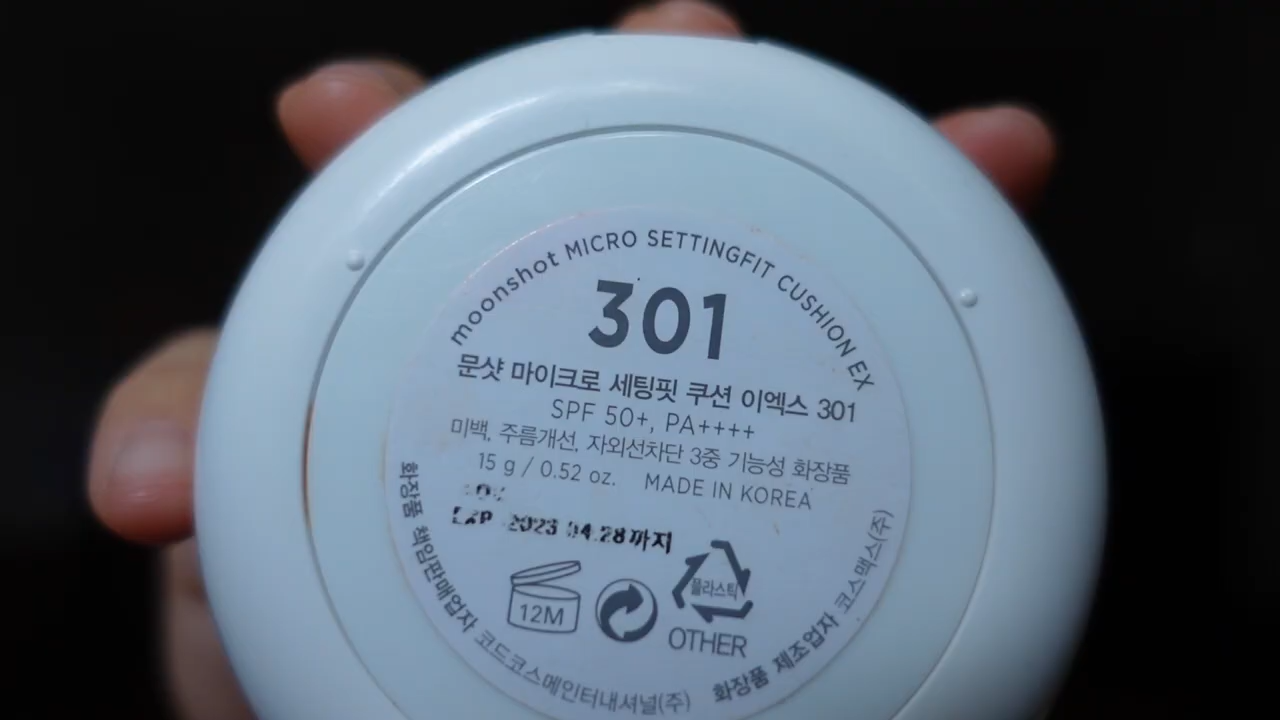 moonshot MICRO SETTINGFIT CUSHION EX
301
문샷 마이크로 세팅핏 쿠션 이엑스 301
SPF 50+, PA++++
미백, 주름개선, 자외선차단 3중 기능성 화장품
15 g / 0.52 oz. MADE IN KOREA
EXP 2023 04.28까지
12M
플라스틱
OTHER
화장품 책임판매업자 코드코스메인터내셔널(주)
화장품 제조업자 코스맥스(주)